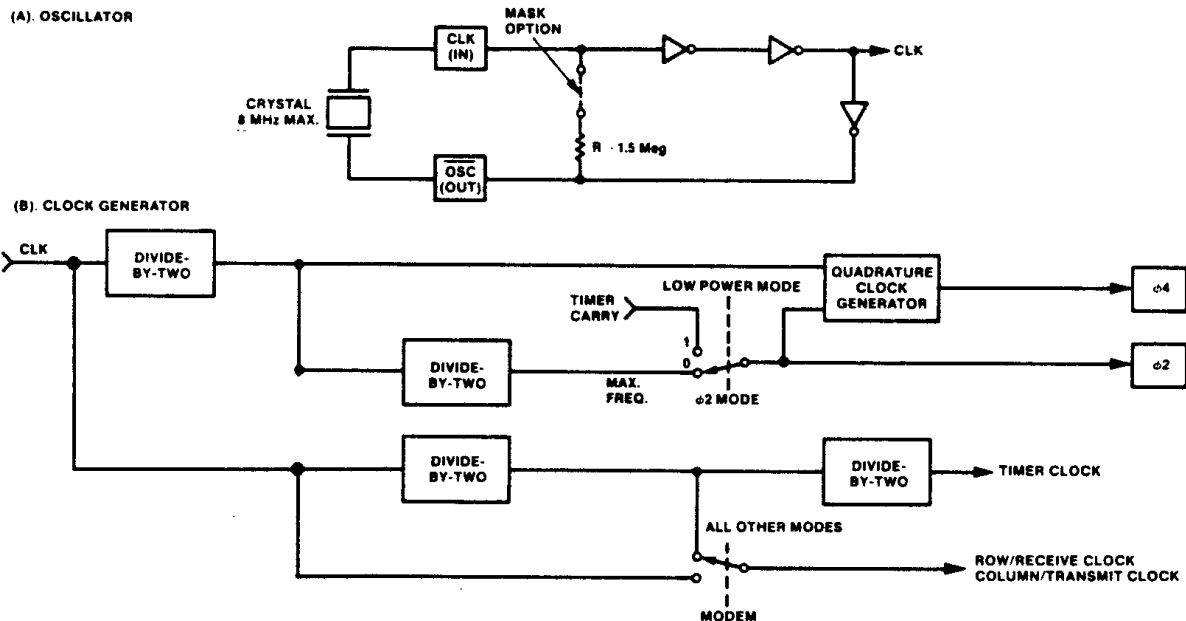 (A). OSCILLATOR
MASK
OPTION
CLK
(IN)
CLK
CRYSTAL
8 MHz MAX.
R · 1.5 Meg
OSC
(OUT)
(B). CLOCK GENERATOR
CLK
DIVIDE-
BY-TWO
QUADRATURE
CLOCK
GENERATOR
ϕ4
LOW POWER MODE
TIMER
CARRY
1
0
DIVIDE-
BY-TWO
MAX.
FREQ.
ϕ2 MODE
ϕ2
DIVIDE-
BY-TWO
DIVIDE-
BY-TWO
TIMER CLOCK
ALL OTHER MODES
ROW/RECEIVE CLOCK
COLUMN/TRANSMIT CLOCK
MODEM